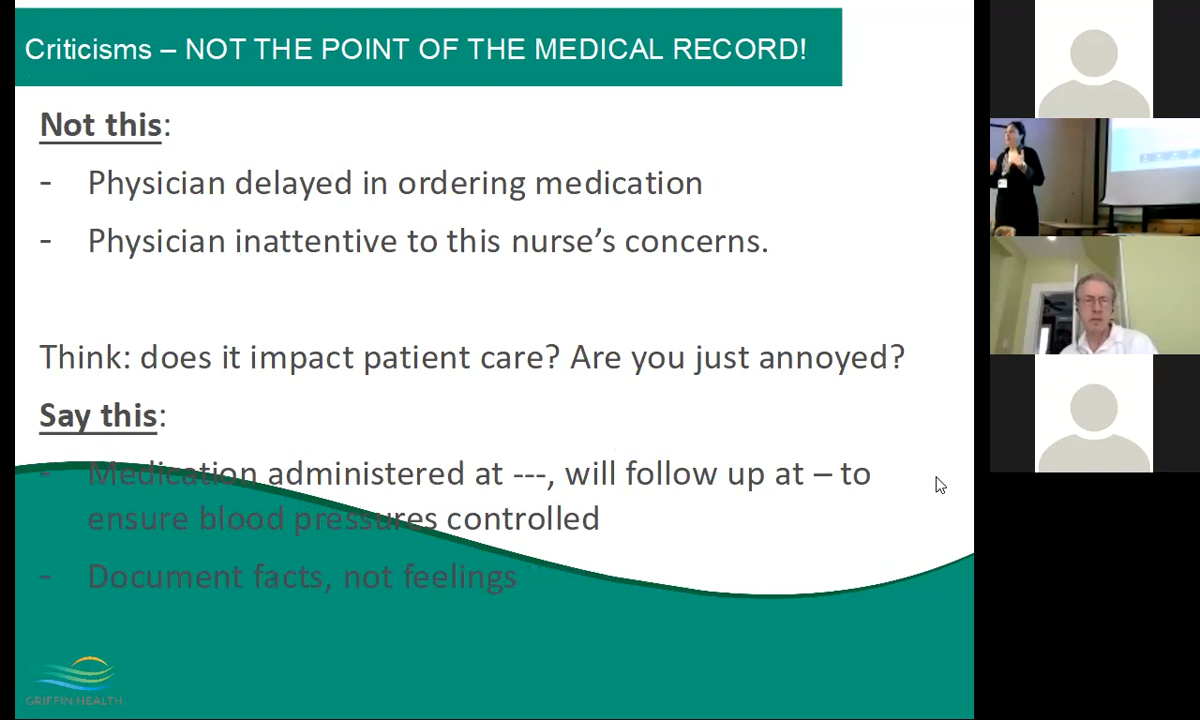 Criticisms – NOT THE POINT OF THE MEDICAL RECORD!
Not this:
- Physician delayed in ordering medication
- Physician inattentive to this nurse’s concerns.
Think: does it impact patient care? Are you just annoyed?
Say this:
- Medication administered at ---, will follow up at – to
ensure blood pressures controlled
- Document facts, not feelings
GRIFFIN HEALTH